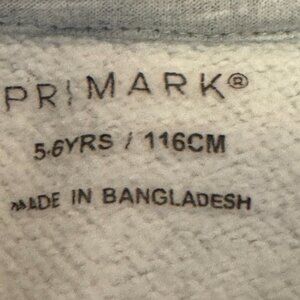 PRIMARK®
5-6YRS / 116CM
MADE IN BANGLADESH